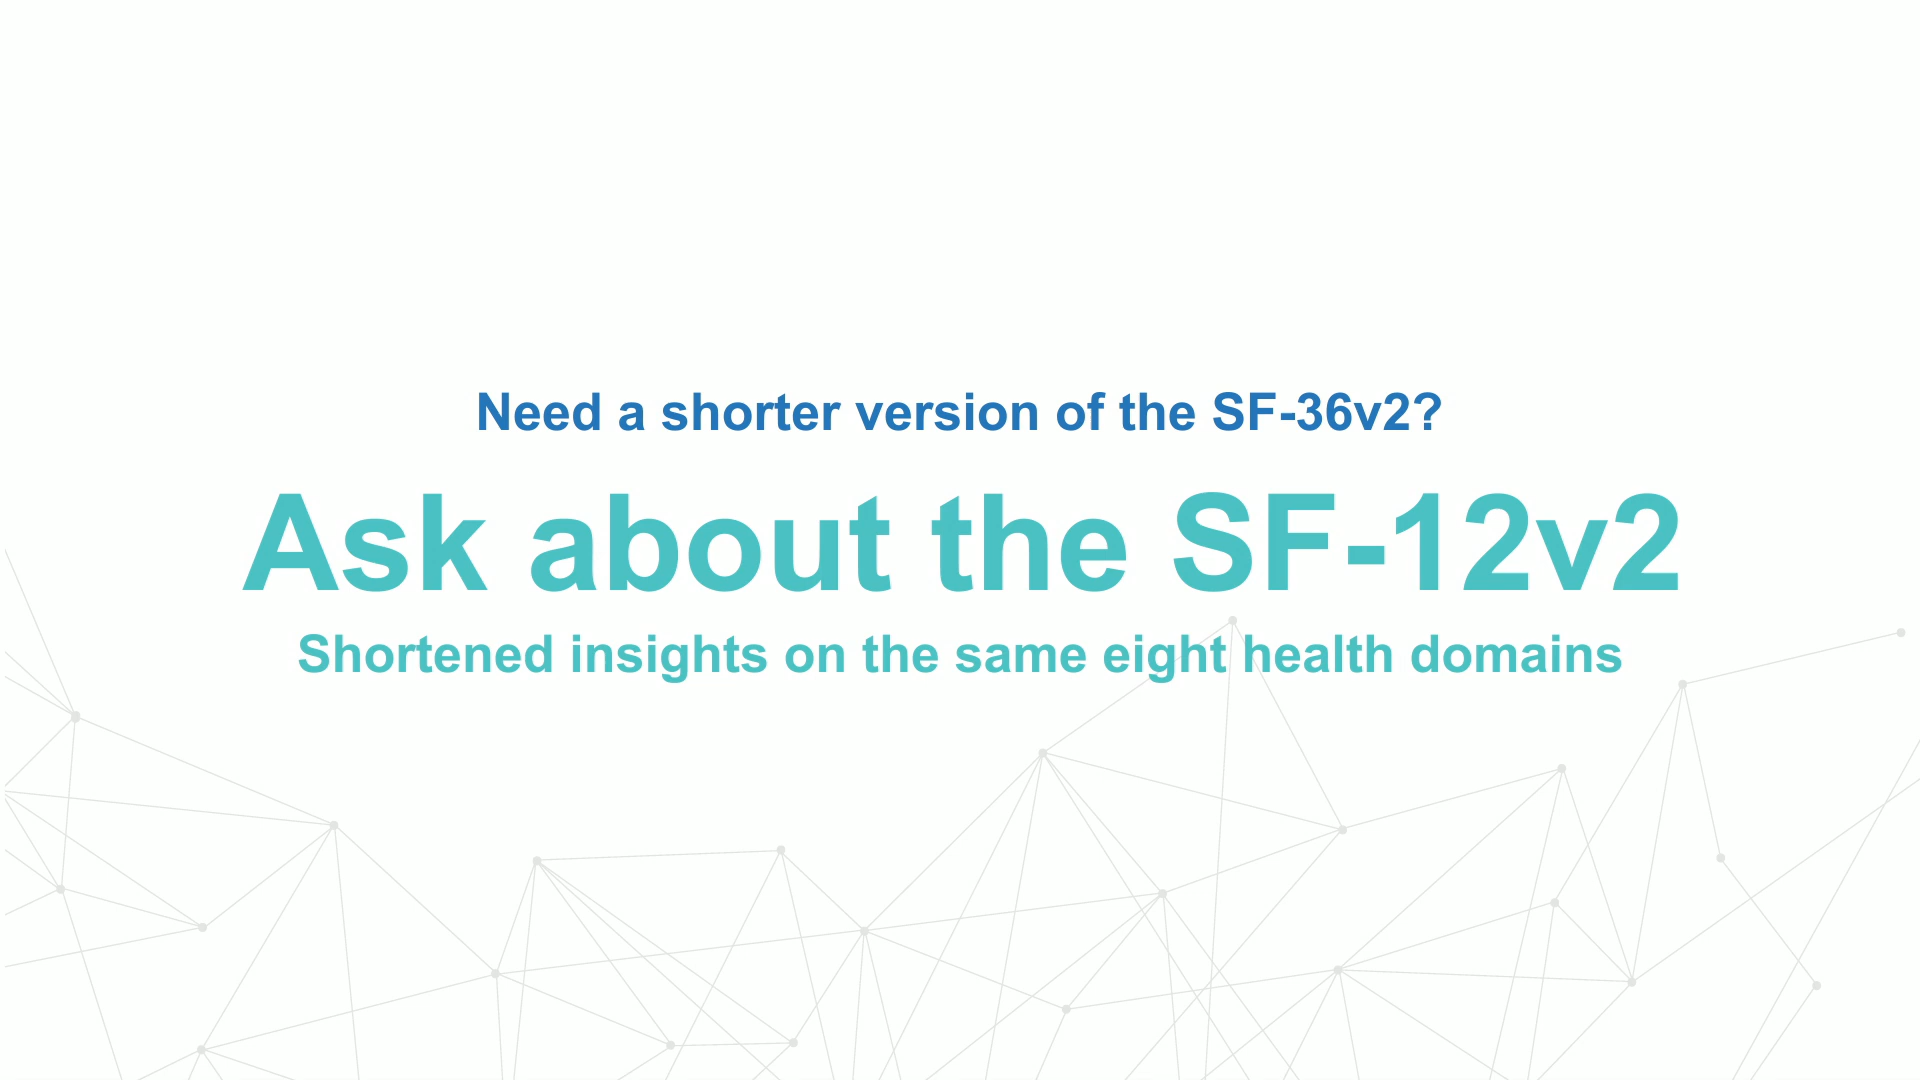 Need a shorter version of the SF-36v2?
Ask about the SF-12v2
Shortened insights on the same eight health domains